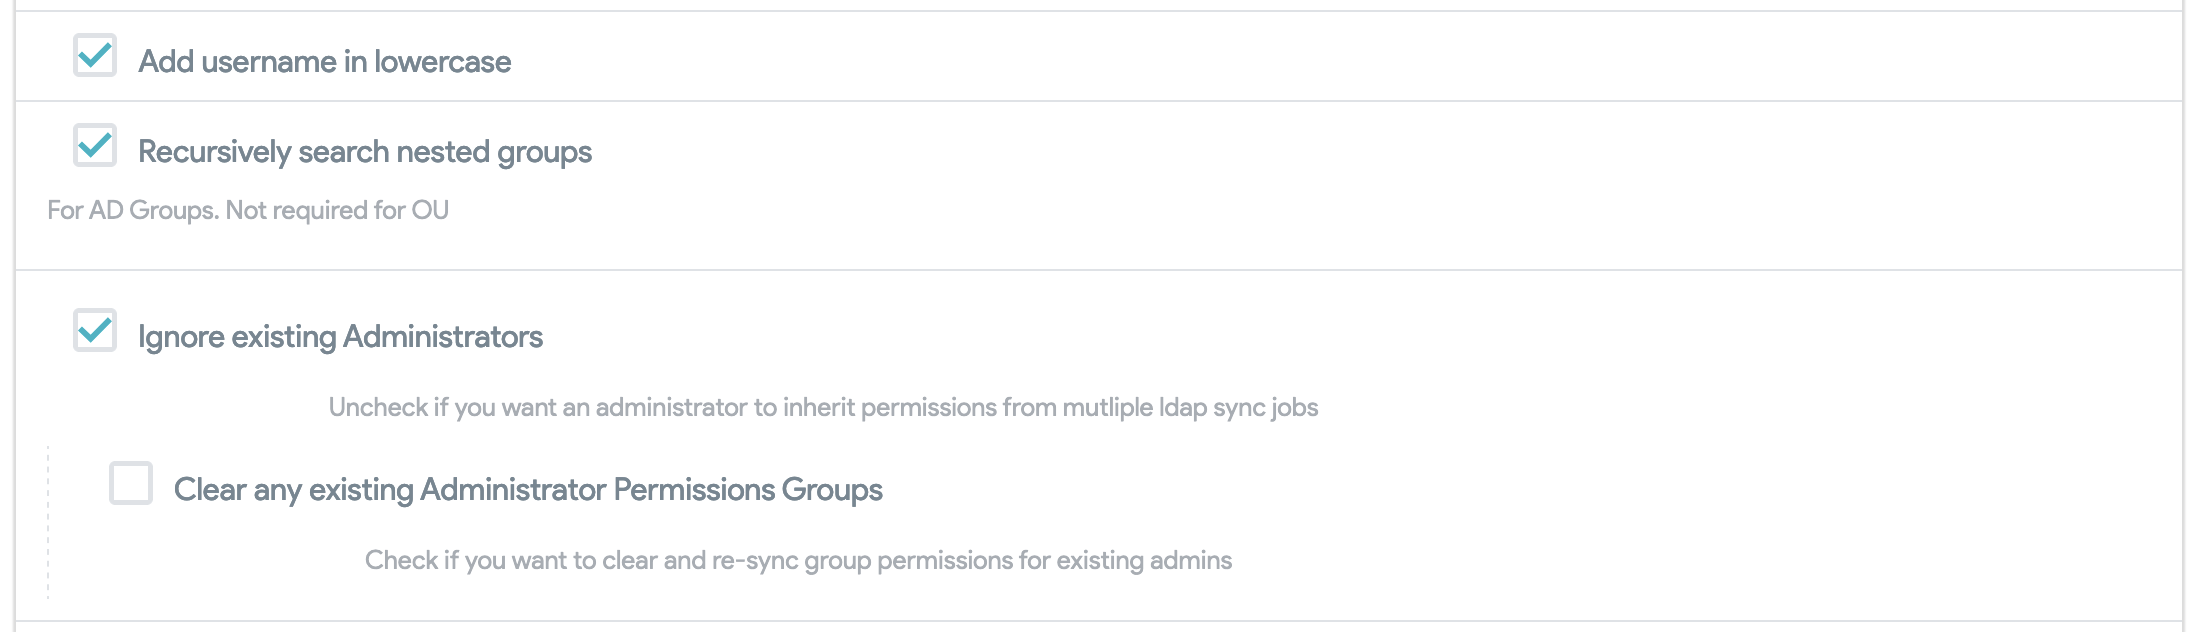 Add username in lowercase
Recursively search nested groups
For AD Groups. Not required for OU
Ignore existing Administrators
Uncheck if you want an administrator to inherit permissions from mutliple ldap sync jobs
Clear any existing Administrator Permissions Groups
Check if you want to clear and re-sync group permissions for existing admins